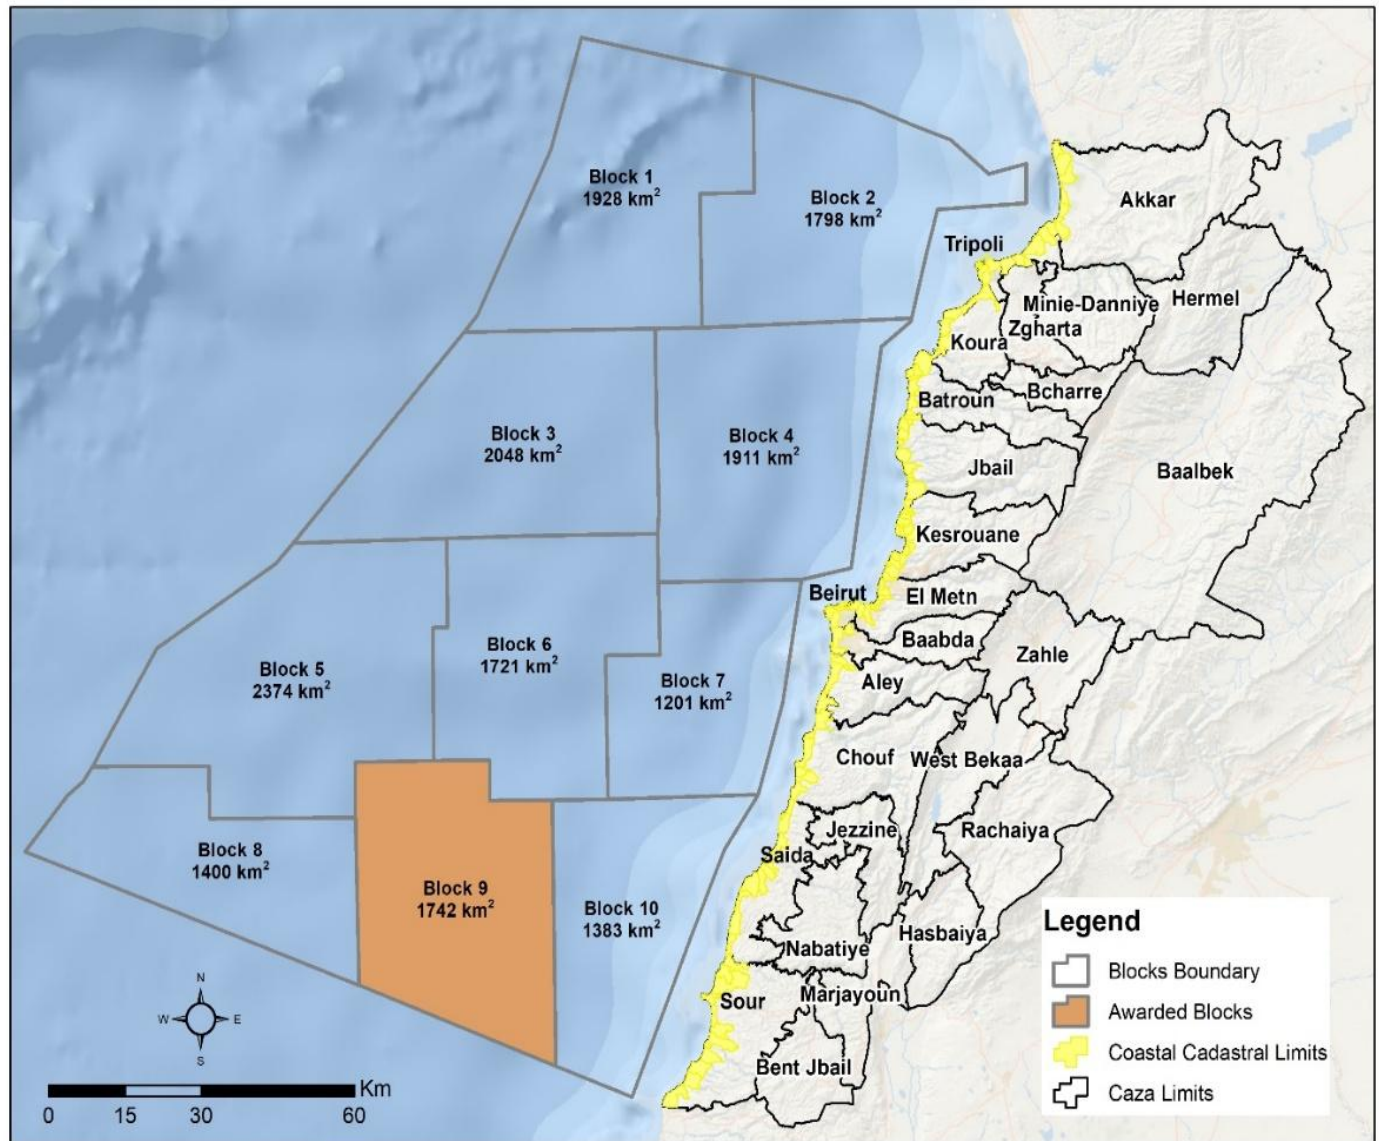 Block 1
1928 km²
Block 2
1798 km²
Akkar
Tripoli
Hermel
Minie-Danniye
Zgharta
Koura
Bcharre
Batroun
Block 3
2048 km²
Block 4
1911 km²
Jbail
Baalbek
Kesrouane
Beirut
El Metn
Baabda
Block 5
2374 km²
Block 6
1721 km²
Block 7
1201 km²
Zahle
Aley
Chouf
West Bekaa
Jezzine
Rachaiya
Saida
Block 8
1400 km²
Block 9
1742 km²
Block 10
1383 km²
Hasbaiya
Nabatiye
Marjayoun
Sour
Bent Jbail
Legend
Blocks Boundary
Awarded Blocks
Coastal Cadastral Limits
Caza Limits
N
W
E
S
Km
0 15 30 60